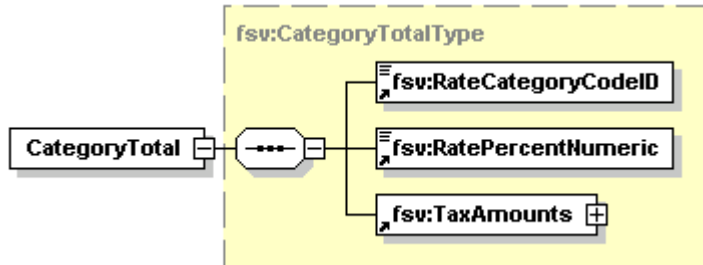 fsv:CategoryTotalType
fsv:RateCategoryCodeID
CategoryTotal
fsv:RatePercentNumeric
fsv:TaxAmounts